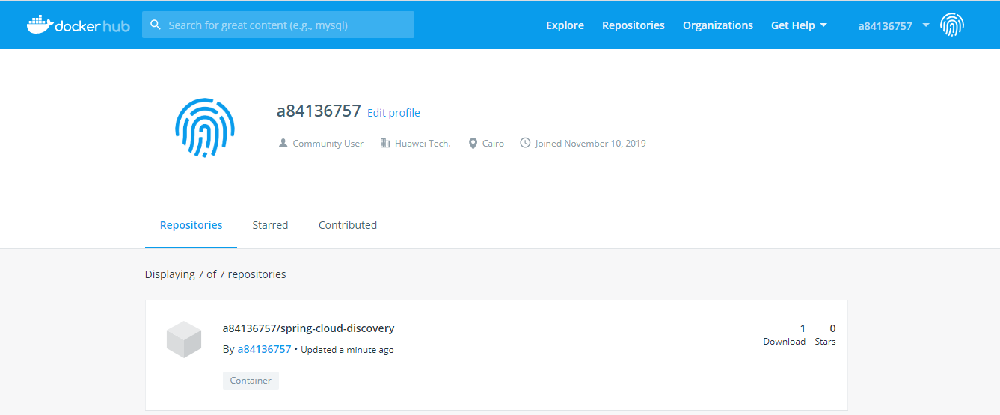 docker hub Search for great content (e.g., mysql) Explore Repositories Organizations Get Help a84136757
a84136757 Edit profile
Community User Huawei Tech. Cairo Joined November 10, 2019
Repositories Starred Contributed
Displaying 7 of 7 repositories
a84136757/spring-cloud-discovery 1 0
By a84136757 • Updated a minute ago Download Stars
Container